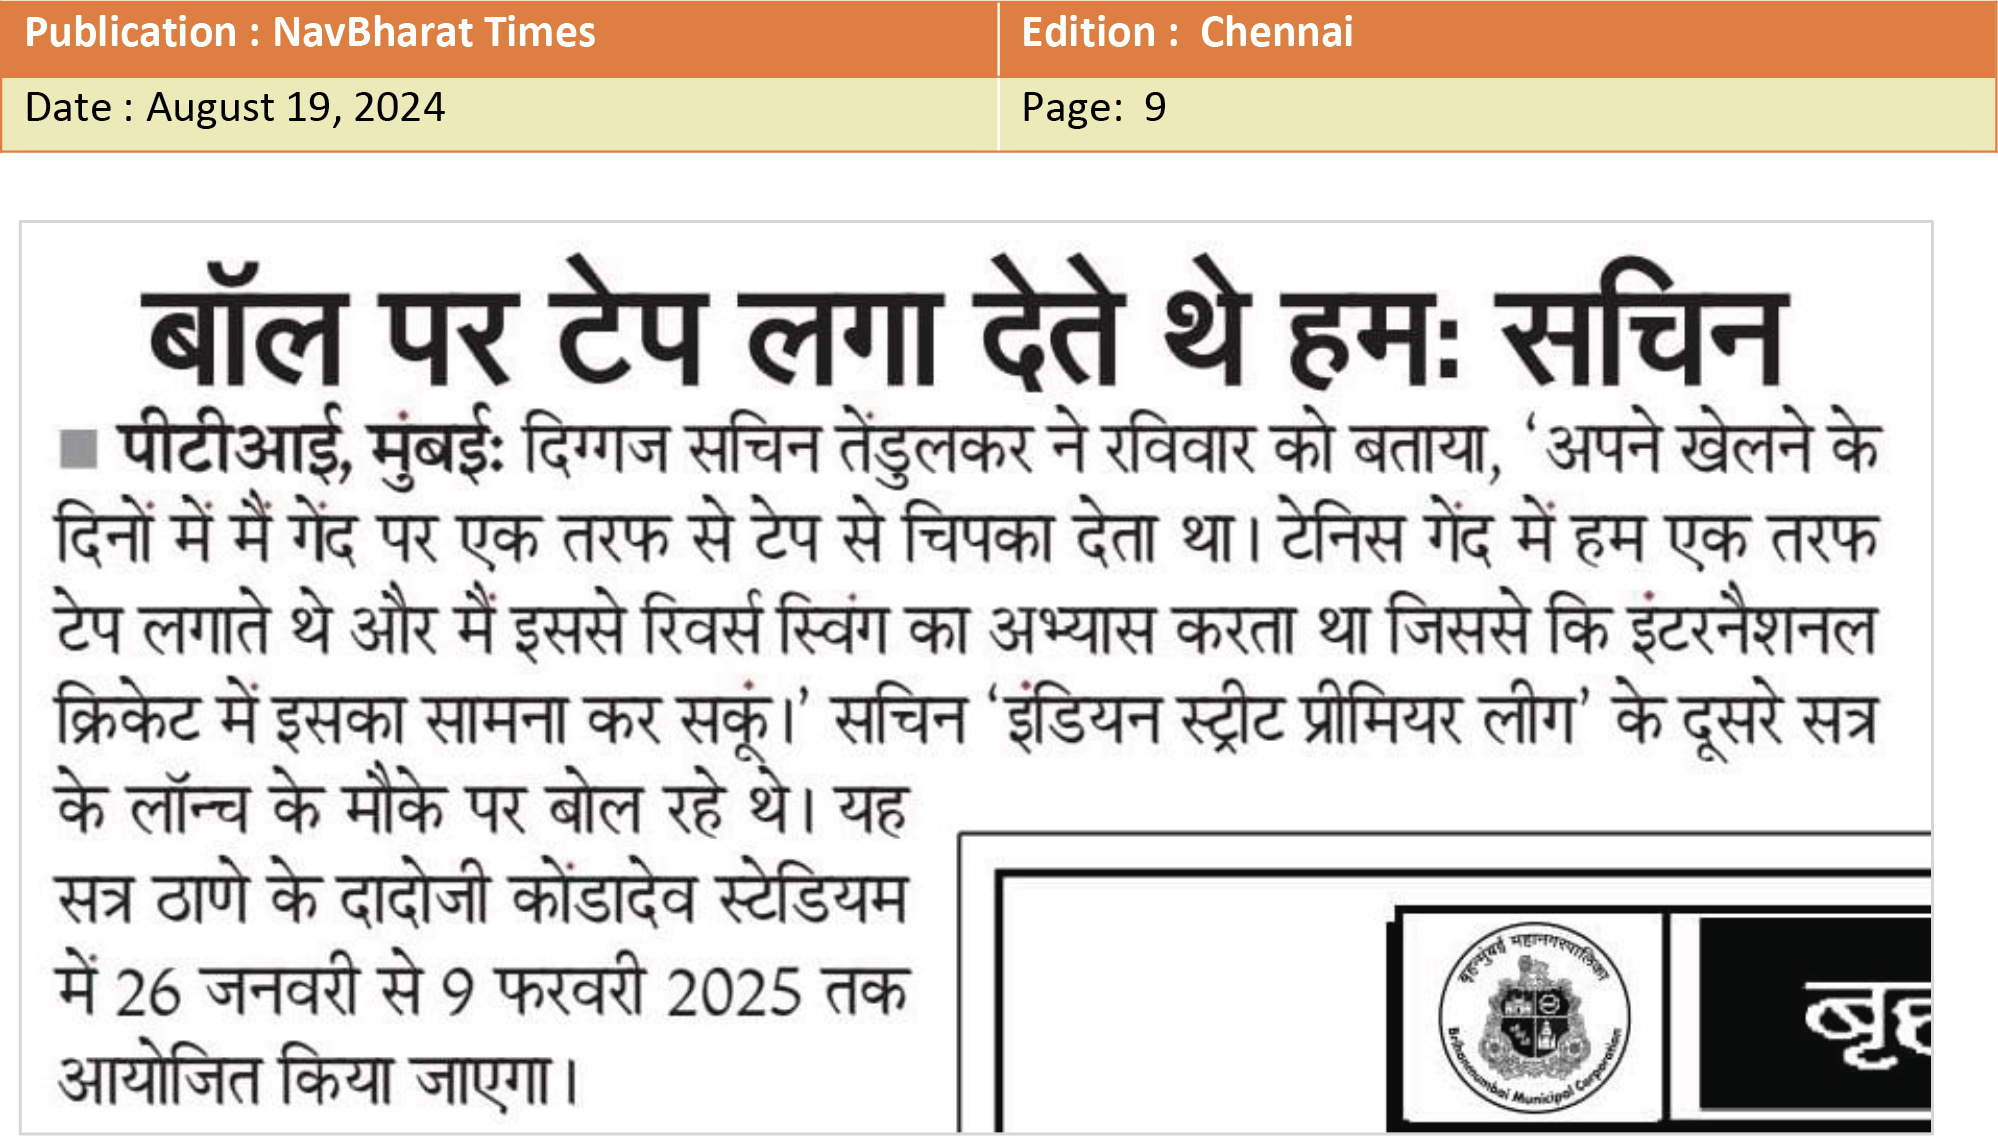 Publication : NavBharat Times
Edition : Chennai
Date : August 19, 2024
Page: 9
बॉल पर टेप लगा देते थे हमः सचिन
■ पीटीआई, मुंबईः दिग्गज सचिन तेंडुलकर ने रविवार को बताया, ‘अपने खेलने के
दिनों में मैं गेंद पर एक तरफ से टेप से चिपका देता था। टेनिस गेंद में हम एक तरफ
टेप लगाते थे और मैं इससे रिवर्स स्विंग का अभ्यास करता था जिससे कि इंटरनैशनल
क्रिकेट में इसका सामना कर सकूं।’ सचिन ‘इंडियन स्ट्रीट प्रीमियर लीग’ के दूसरे सत्र
के लॉन्च के मौके पर बोल रहे थे। यह
सत्र ठाणे के दादोजी कोंडादेव स्टेडियम
में 26 जनवरी से 9 फरवरी 2025 तक
आयोजित किया जाएगा।
बृहन्मुंबई महानगरपालिका
Brihanmumbai Municipal Corporation